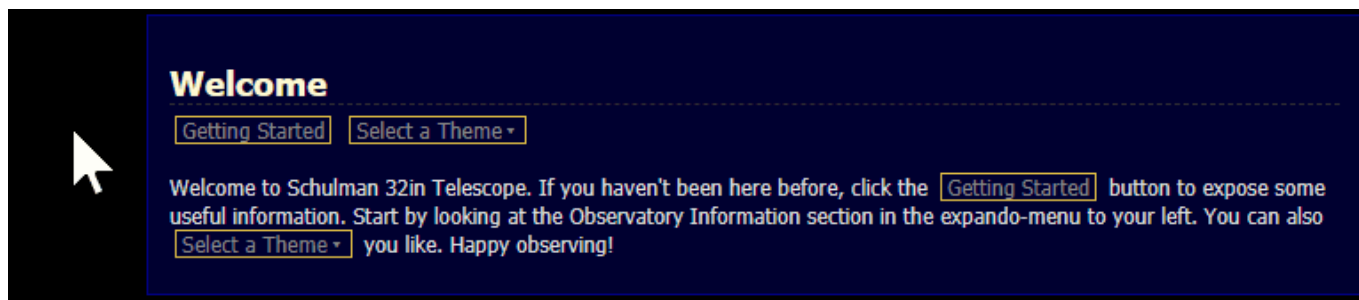 Welcome
Getting Started Select a Theme
Welcome to Schulman 32in Telescope. If you haven't been here before, click the Getting Started button to expose some
useful information. Start by looking at the Observatory Information section in the expando-menu to your left. You can also
Select a Theme you like. Happy observing!